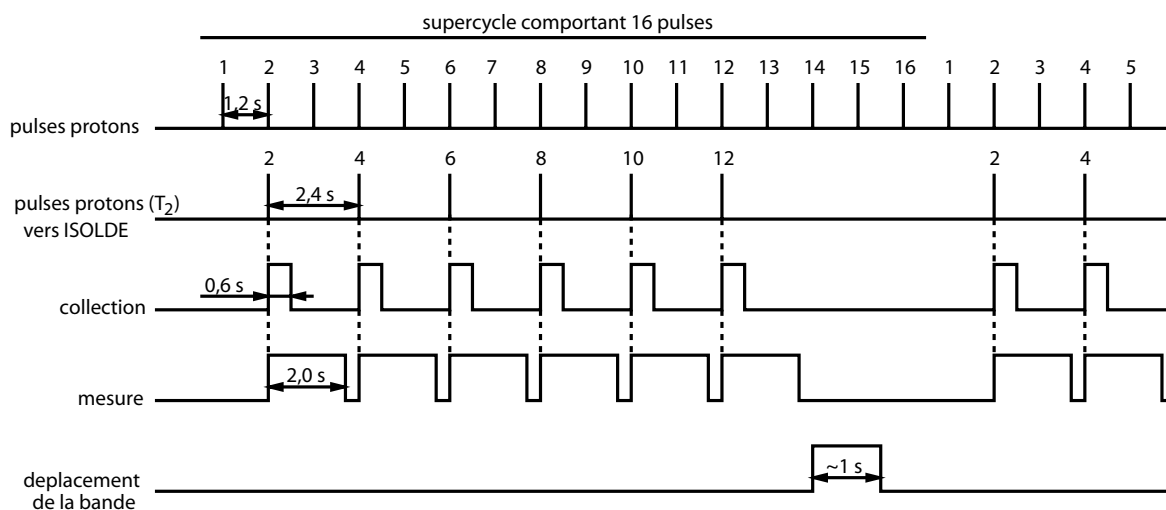 supercycle comportant 16 pulses
1 2 3 4 5 6 7 8 9 10 11 12 13 14 15 16 1 2 3 4 5
1,2 s
pulses protons
2 4 6 8 10 12 2 4
2,4 s
pulses protons (T2)
vers ISOLDE
0,6 s
collection
2,0 s
mesure
~1 s
deplacement
de la bande